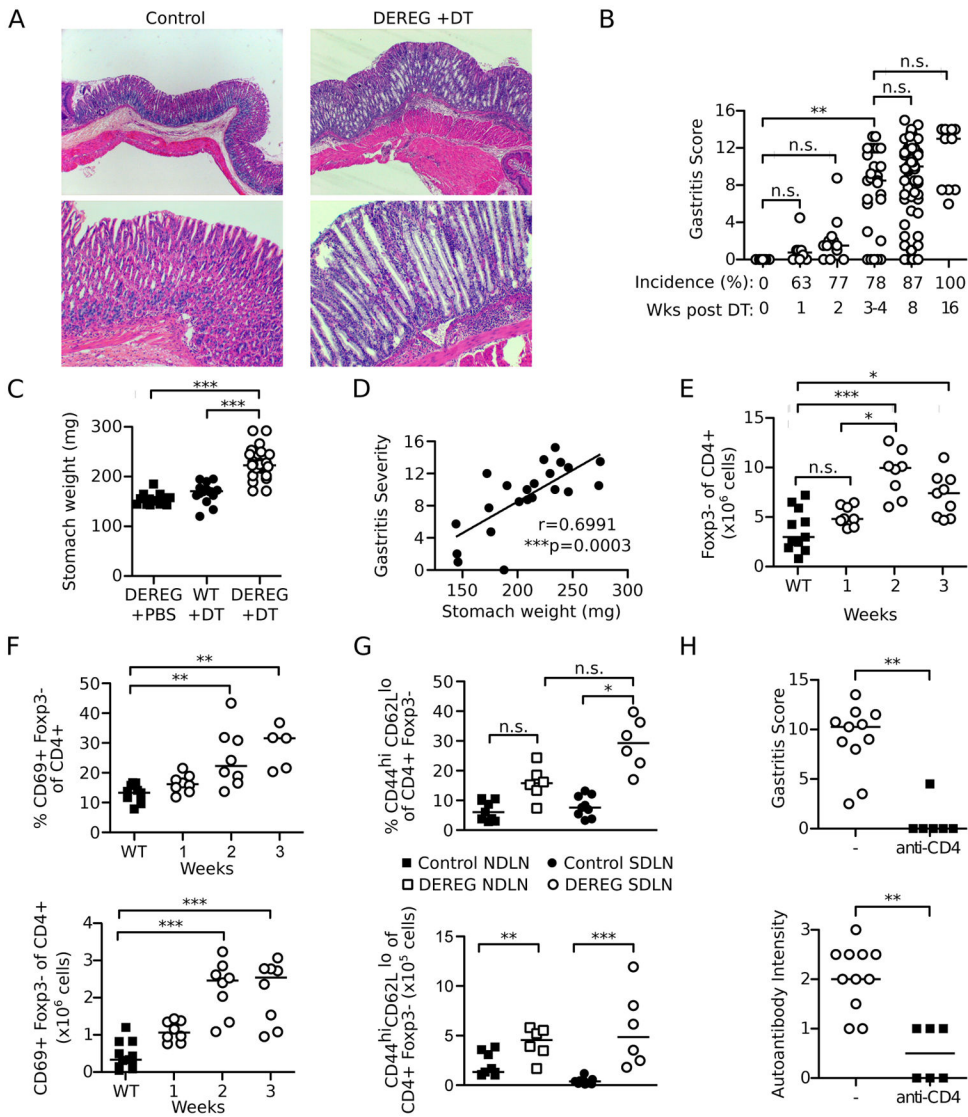 A
Control
DEREG +DT
B
n.s.
n.s.
**
n.s.
n.s.
Gastritis Score
16
12
8
4
0
Incidence (%): 0 63 77 78 87 100
Wks post DT: 0 1 2 3-4 8 16
C
***
***
Stomach weight (mg)
300
200
100
0
DEREG +PBS
WT +DT
DEREG +DT
D
Gastritis Severity
16
12
8
4
0
r=0.6991
***p=0.0003
150 200 250 300
Stomach weight (mg)
E
*
***
*
n.s.
Foxp3- of CD4+
(x10⁶ cells)
15
10
5
0
WT 1 2 3
Weeks
F
**
**
% CD69+ Foxp3-
of CD4+
50
40
30
20
10
0
WT 1 2 3
Weeks
***
***
CD69+ Foxp3- of CD4+
(x10⁶ cells)
4
3
2
1
0
WT 1 2 3
Weeks
G
n.s.
*
n.s.
% CD44hi CD62Llo
of CD4+ Foxp3-
50
40
30
20
10
0
Control NDLN
Control SDLN
DEREG NDLN
DEREG SDLN
**
***
CD44hiCD62Llo of
CD4+ Foxp3- (x10⁵ cells)
15
10
5
0
H
**
Gastritis Score
15
10
5
0
- anti-CD4
**
Autoantibody Intensity
3
2
1
0
- anti-CD4